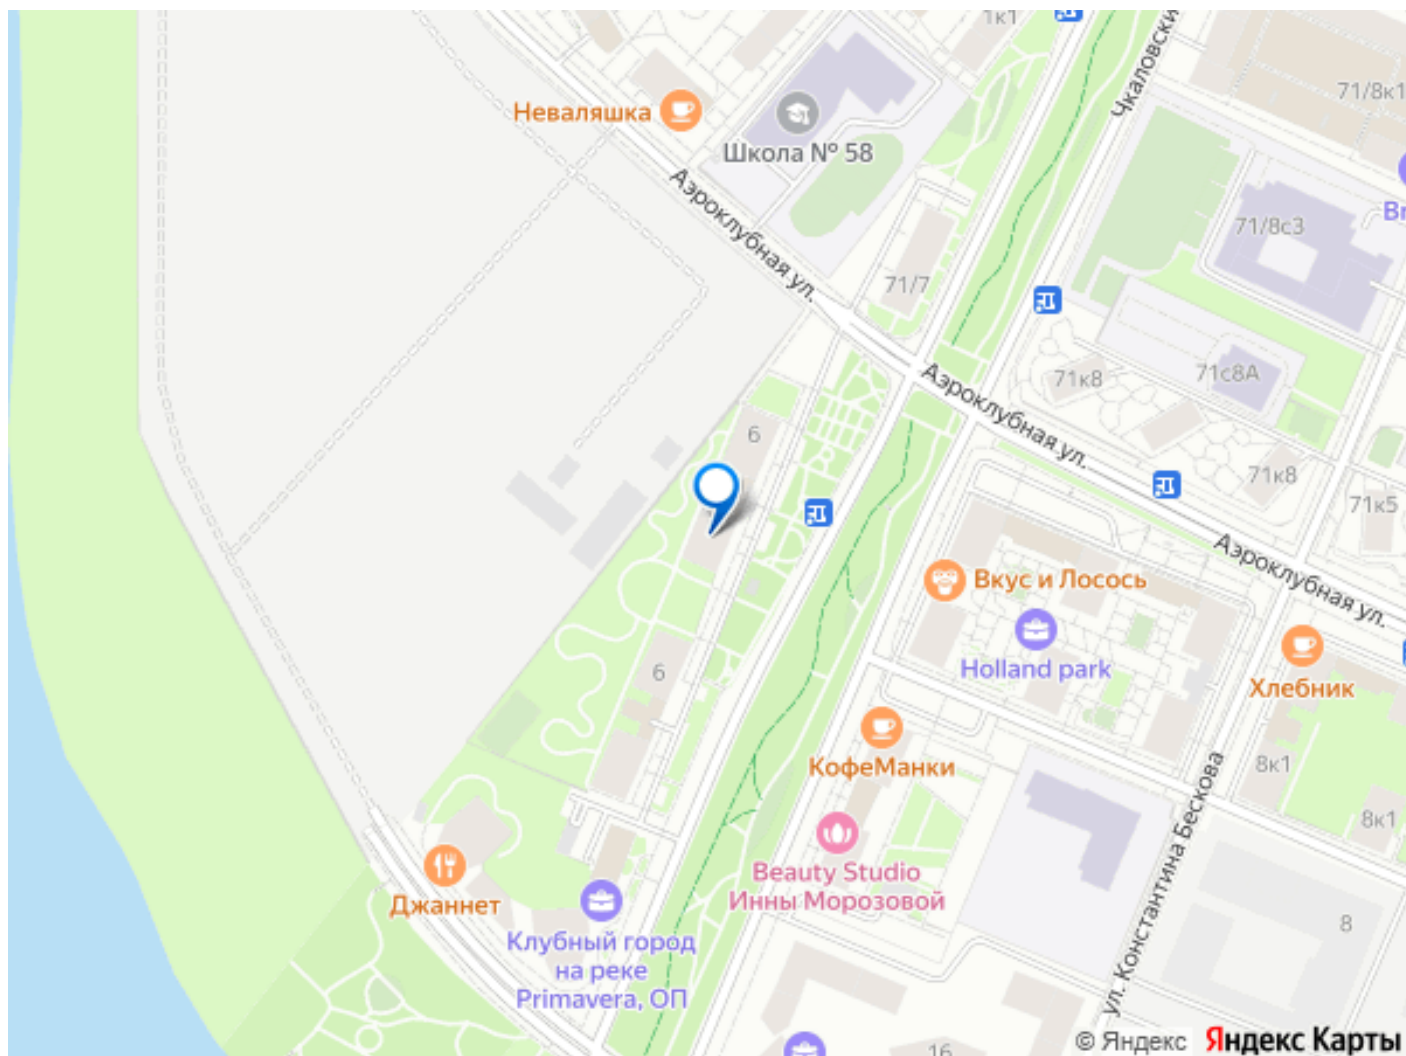 1к1
Чкаловски
71/8к1
Неваляшка
Школа № 58
Br
Аэроклубная ул.
71/8с3
71/7
Аэроклубная ул.
71к8
71с8А
6
71к8
71к5
Аэроклубная ул.
Вкус и Лосось
4
Holland park
6
Хлебник
КофеМанки
8к1
8к1
ул. Константина Бескова
Beauty Studio
Инны Морозовой
Джаннет
8
Клубный город
на реке
Primavera, ОП
16
© Яндекс Яндекс Карты